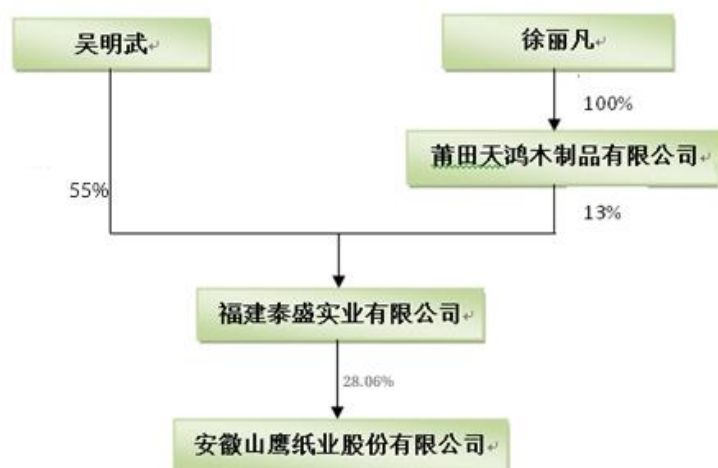 吴明武
徐丽凡
100%
莆田天鸿木制品有限公司
55%
13%
福建泰盛实业有限公司
28.06%
安徽山鹰纸业股份有限公司